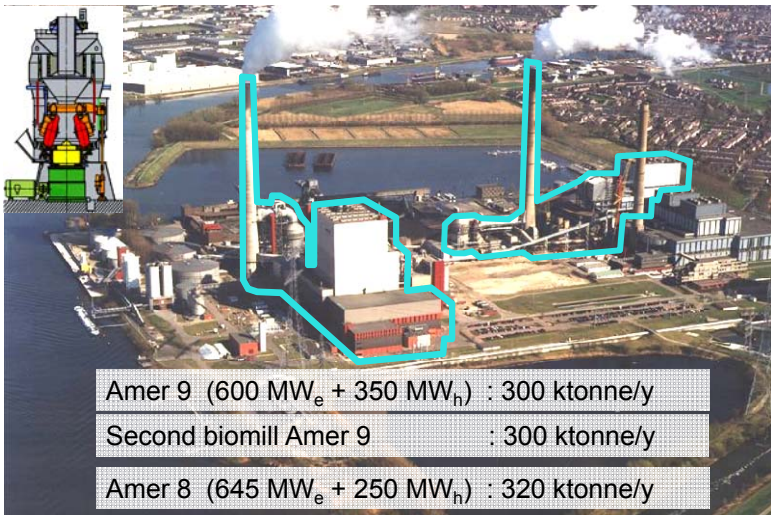 Amer 9 (600 MWe + 350 MWh) : 300 ktonne/y
Second biomill Amer 9 : 300 ktonne/y
Amer 8 (645 MWe + 250 MWh) : 320 ktonne/y